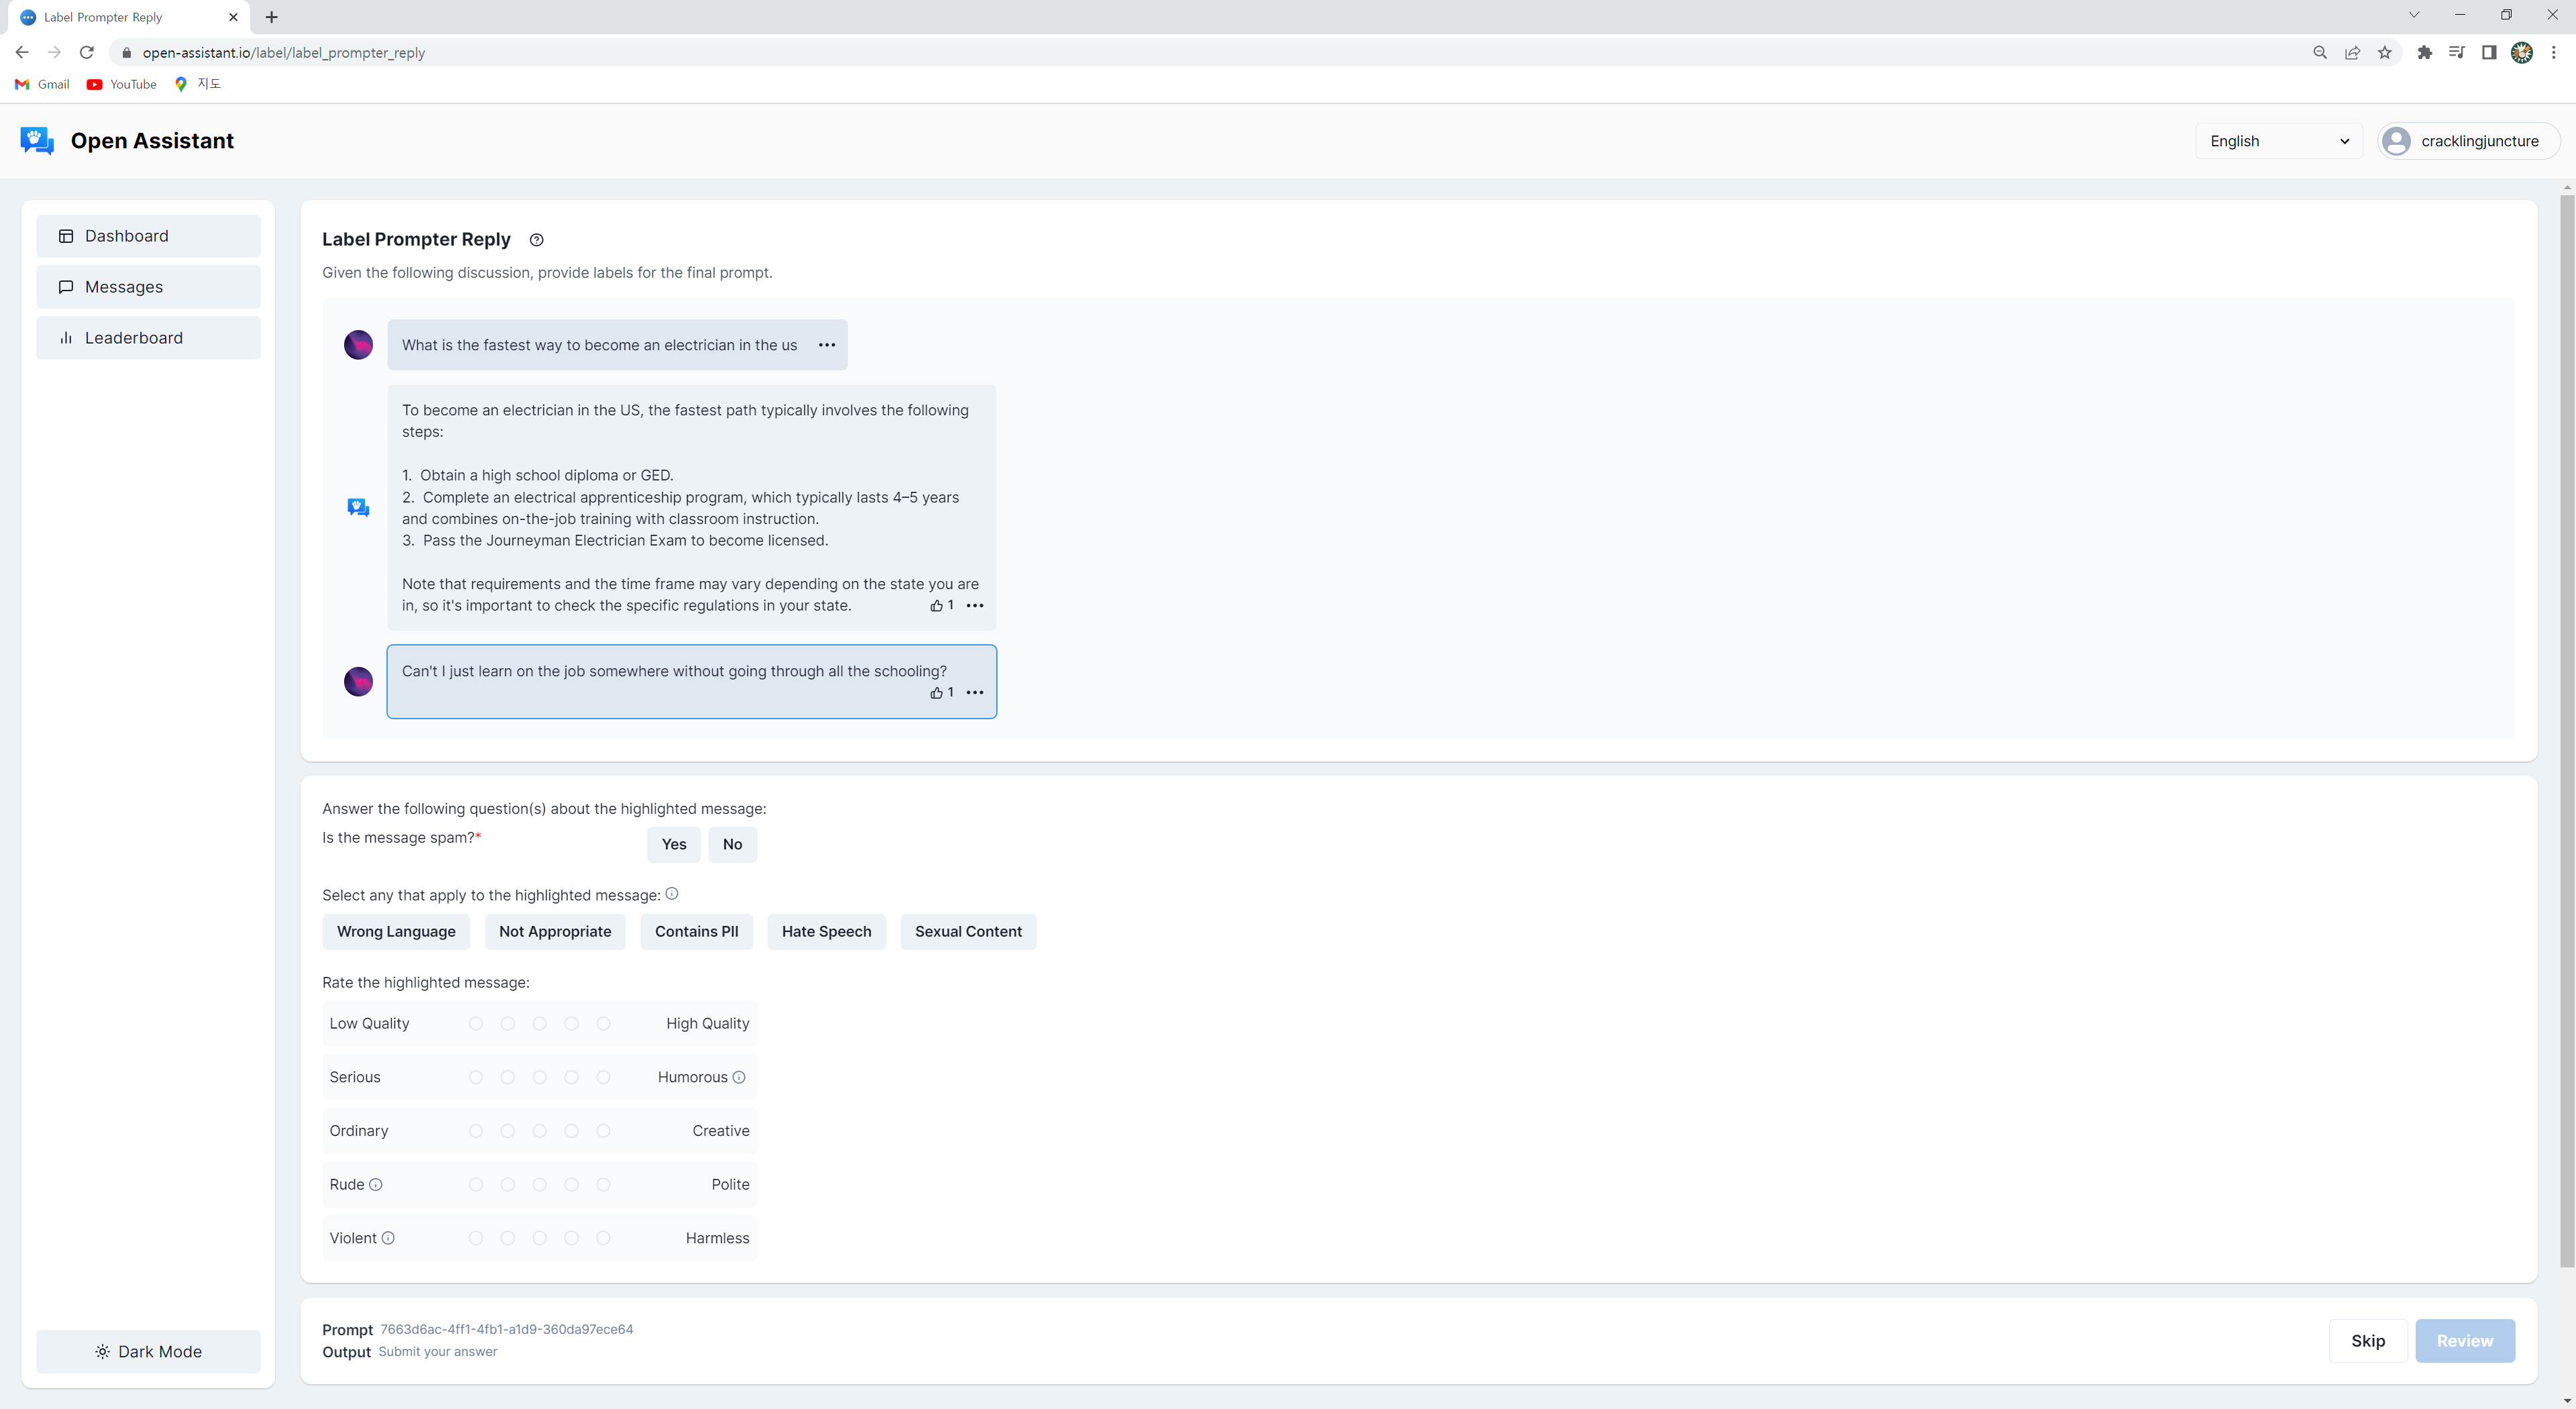 Label Prompter Reply
open-assistant.io/label/label_prompter_reply
Gmail
YouTube
지도
Open Assistant
English
cracklingjuncture
Dashboard
Messages
Leaderboard
Dark Mode
Label Prompter Reply
Given the following discussion, provide labels for the final prompt.
What is the fastest way to become an electrician in the us
To become an electrician in the US, the fastest path typically involves the following
steps:
1. Obtain a high school diploma or GED.
2. Complete an electrical apprenticeship program, which typically lasts 4–5 years
and combines on-the-job training with classroom instruction.
3. Pass the Journeyman Electrician Exam to become licensed.
Note that requirements and the time frame may vary depending on the state you are
in, so it's important to check the specific regulations in your state.
1
Can't I just learn on the job somewhere without going through all the schooling?
1
Answer the following question(s) about the highlighted message:
Is the message spam?*
Yes No
Select any that apply to the highlighted message:
Wrong Language Not Appropriate Contains PII Hate Speech Sexual Content
Rate the highlighted message:
Low Quality High Quality
Serious Humorous
Ordinary Creative
Rude Polite
Violent Harmless
Prompt 7663d6ac-4ff1-4fb1-a1d9-360da97ece64
Output Submit your answer
Skip
Review